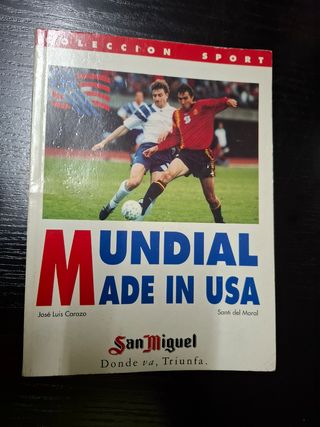 COLECCION SPORT
MUNDIAL
MADE IN USA
José Luis Carazo
Santi del Moral
San Miguel
Donde va, Triunfa.